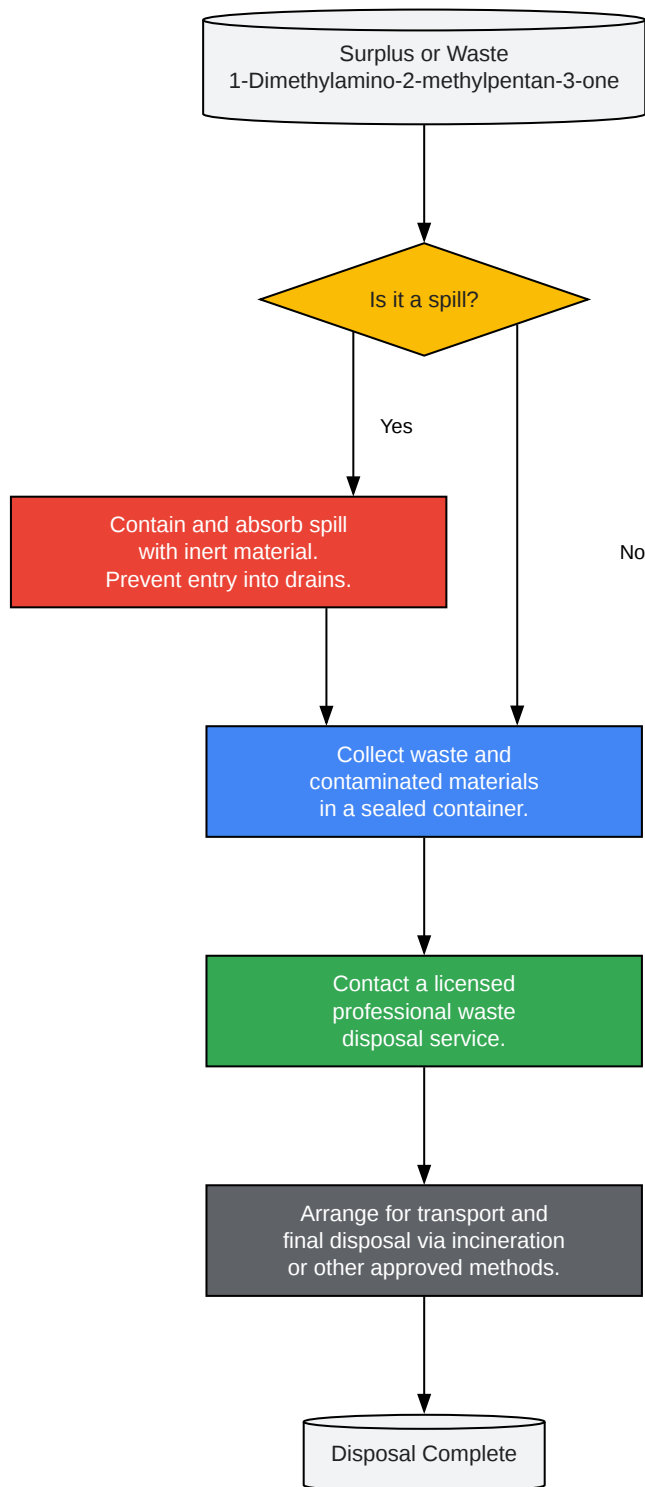 Surplus or Waste
1-Dimethylamino-2-methylpentan-3-one
Is it a spill?
Yes
Contain and absorb spill
with inert material.
Prevent entry into drains.
No
Collect waste and
contaminated materials
in a sealed container.
Contact a licensed
professional waste
disposal service.
Arrange for transport and
final disposal via incineration
or other approved methods.
Disposal Complete